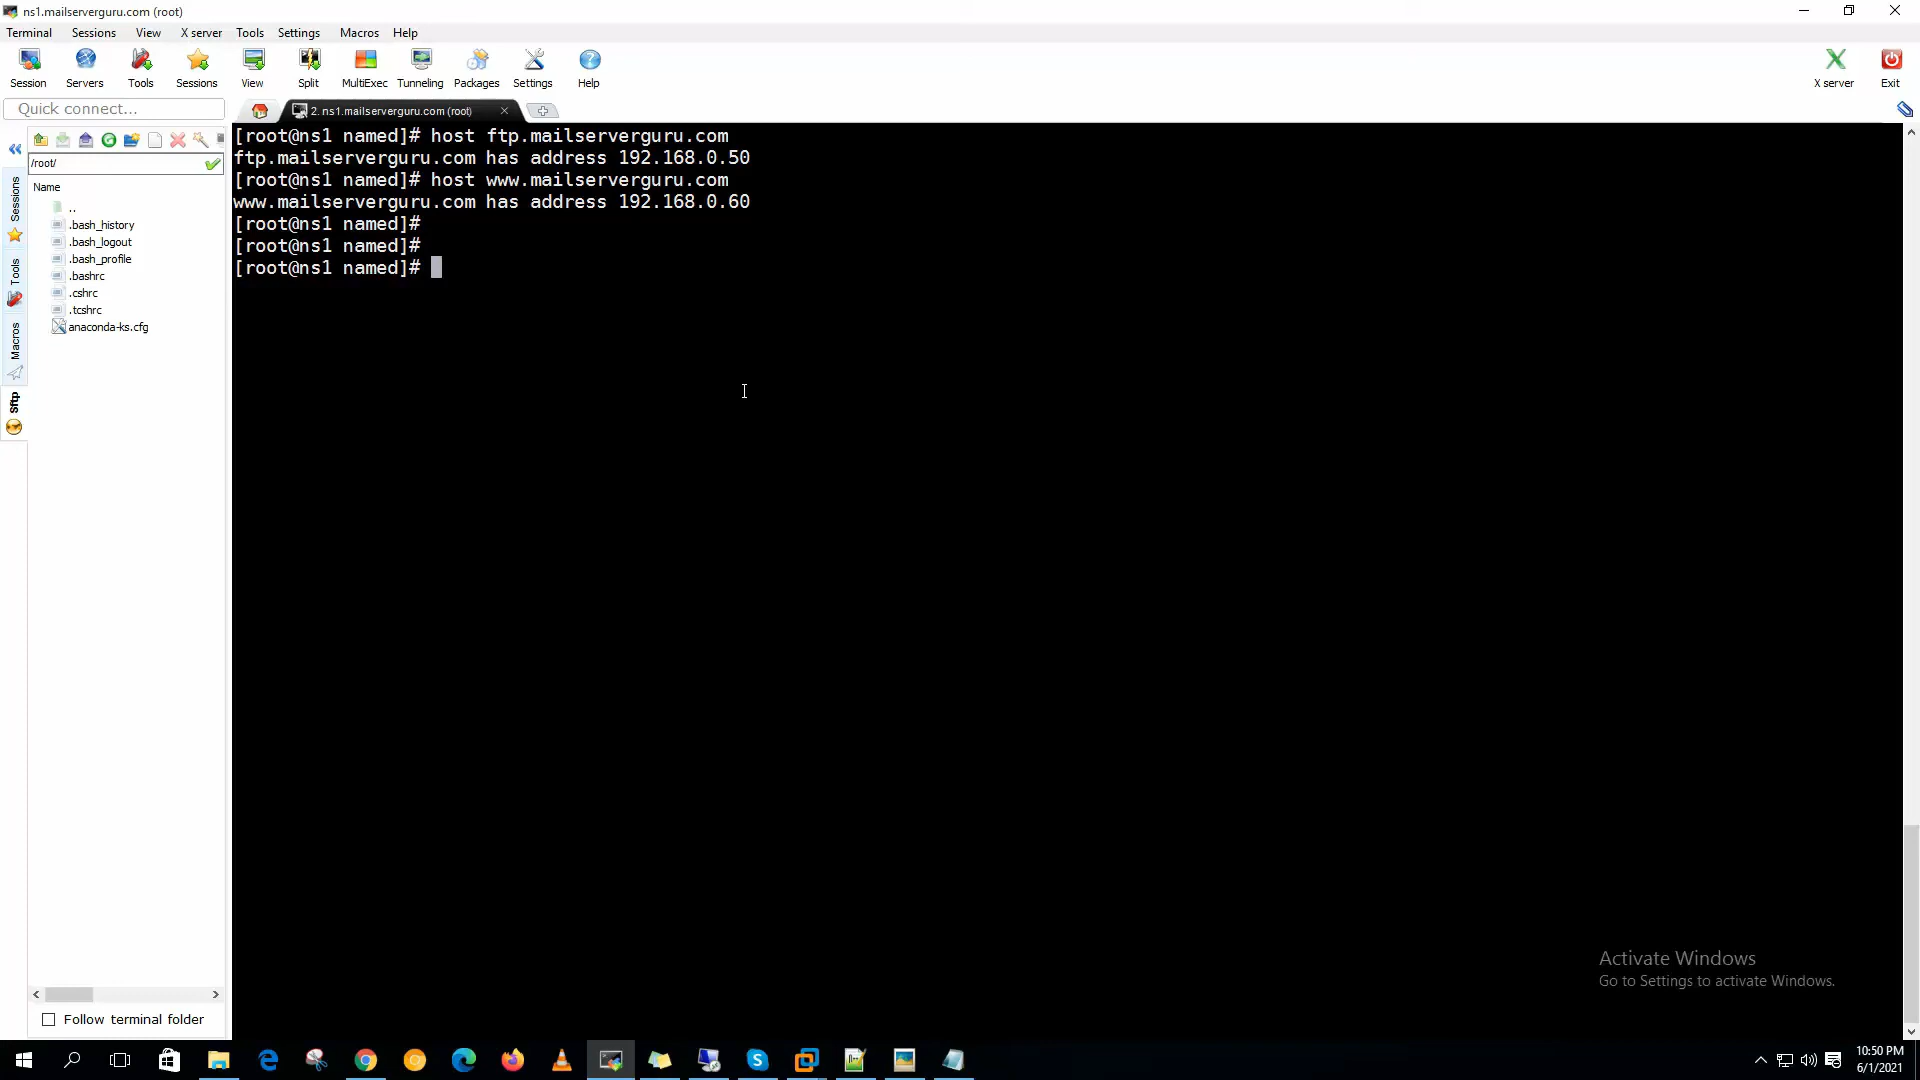 ns1.mailserverguru.com (root)
Terminal Sessions View X server Tools Settings Macros Help
Session Servers Tools Sessions View Split MultiExec Tunneling Packages Settings Help X server Exit
Quick connect...
2. ns1.mailserverguru.com (root)
/root/
Name
..
.bash_history
.bash_logout
.bash_profile
.bashrc
.cshrc
.tcshrc
anaconda-ks.cfg
Sessions
Tools
Macros
Sftp
Follow terminal folder
[root@ns1 named]# host ftp.mailserverguru.com
ftp.mailserverguru.com has address 192.168.0.50
[root@ns1 named]# host www.mailserverguru.com
www.mailserverguru.com has address 192.168.0.60
[root@ns1 named]#
[root@ns1 named]#
[root@ns1 named]#
Activate Windows
Go to Settings to activate Windows.
10:50 PM
6/1/2021